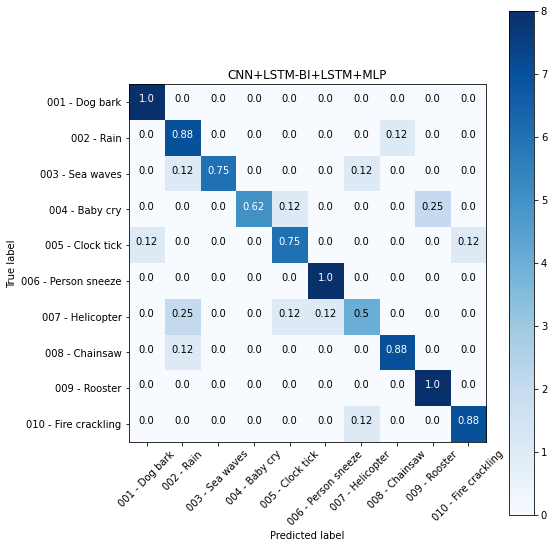 CNN+LSTM-BI+LSTM+MLP
001 - Dog bark 1.0 0.0 0.0 0.0 0.0 0.0 0.0 0.0 0.0 0.0
002 - Rain 0.0 0.88 0.0 0.0 0.0 0.0 0.0 0.12 0.0 0.0
003 - Sea waves 0.0 0.12 0.75 0.0 0.0 0.0 0.12 0.0 0.0 0.0
004 - Baby cry 0.0 0.0 0.0 0.62 0.12 0.0 0.0 0.0 0.25 0.0
005 - Clock tick 0.12 0.0 0.0 0.0 0.75 0.0 0.0 0.0 0.0 0.12
006 - Person sneeze 0.0 0.0 0.0 0.0 0.0 1.0 0.0 0.0 0.0 0.0
007 - Helicopter 0.0 0.25 0.0 0.0 0.12 0.12 0.5 0.0 0.0 0.0
008 - Chainsaw 0.0 0.12 0.0 0.0 0.0 0.0 0.0 0.88 0.0 0.0
009 - Rooster 0.0 0.0 0.0 0.0 0.0 0.0 0.0 0.0 1.0 0.0
010 - Fire crackling 0.0 0.0 0.0 0.0 0.0 0.0 0.12 0.0 0.0 0.88
True label
001 - Dog bark
002 - Rain
003 - Sea waves
004 - Baby cry
005 - Clock tick
006 - Person sneeze
007 - Helicopter
008 - Chainsaw
009 - Rooster
010 - Fire crackling
Predicted label
8
7
6
5
4
3
2
1
0